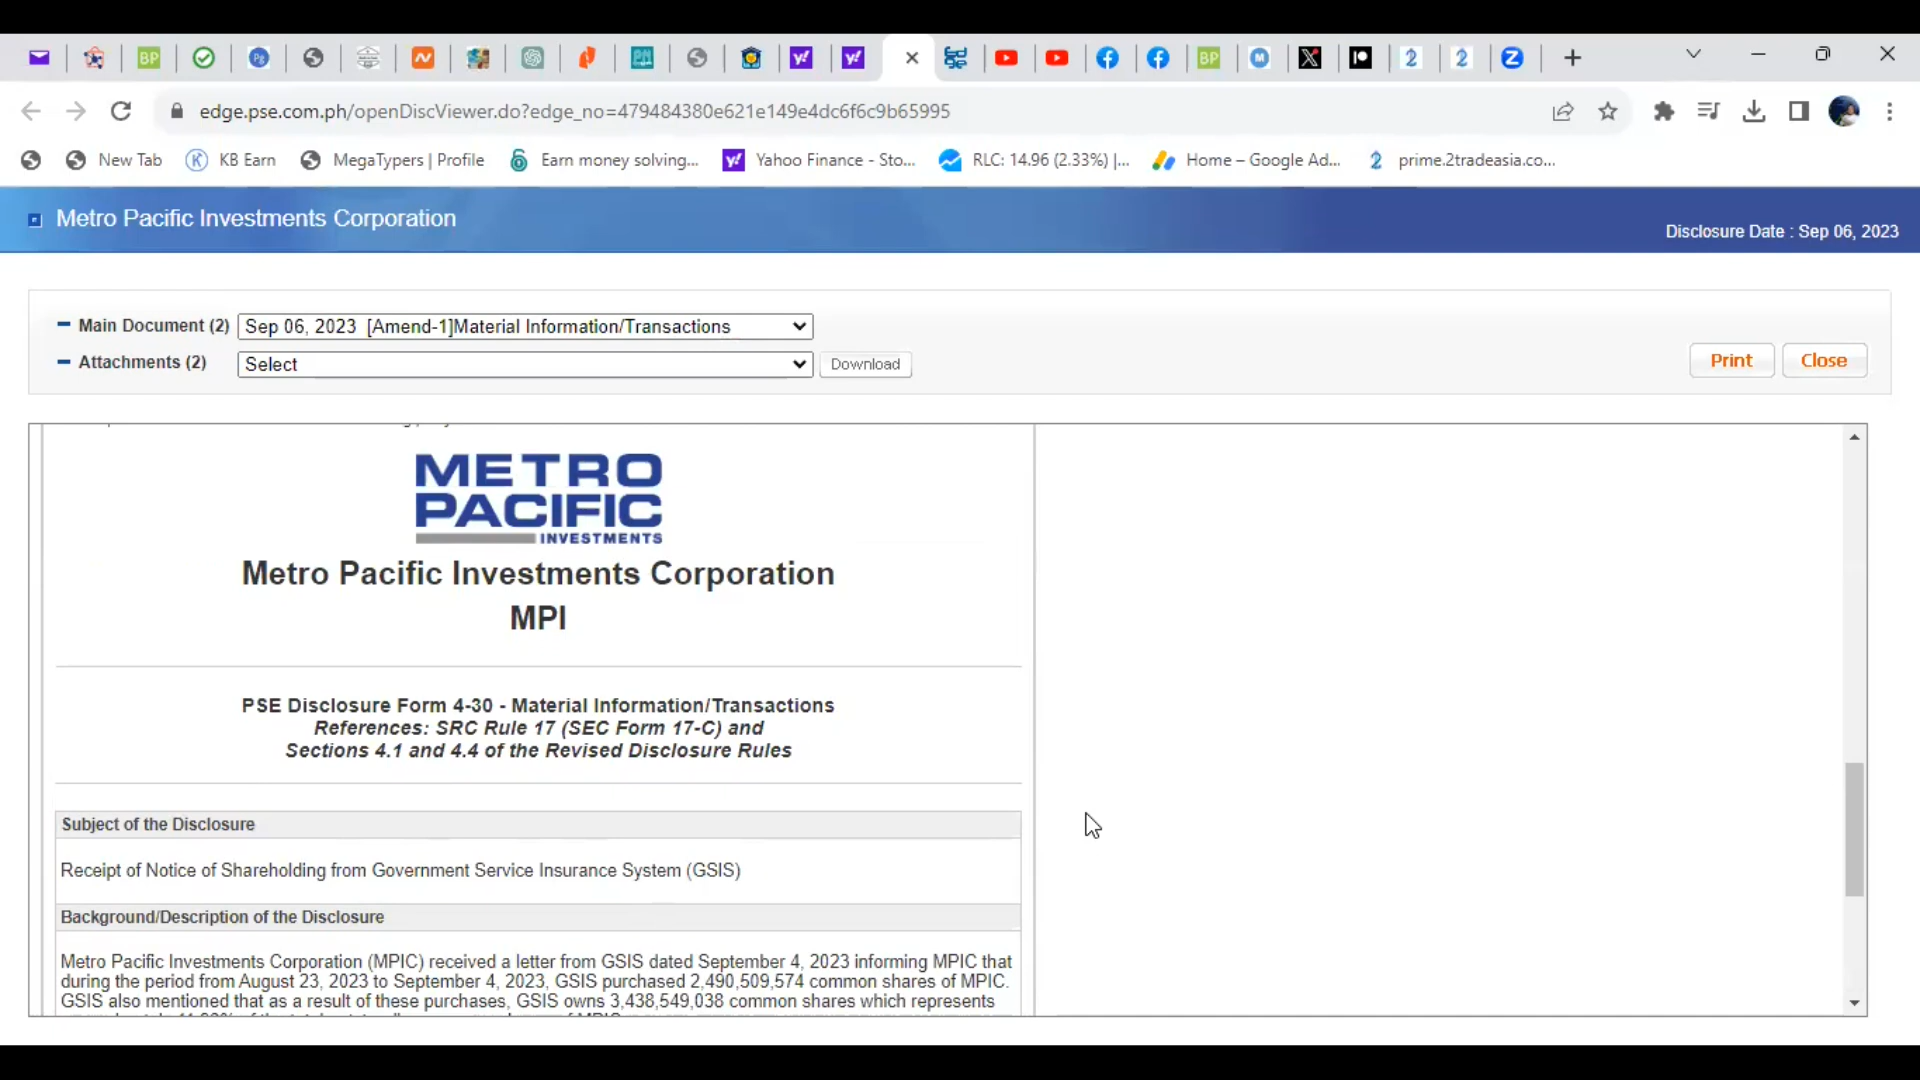 edge.pse.com.ph/openDiscViewer.do?edge_no=479484380e621e149e4dc6f6c9b65995
New Tab KB Earn MegaTypers | Profile Earn money solving... Yahoo Finance - Sto... RLC: 14.96 (2.33%) |... Home – Google Ad... prime.2tradeasia.co...
Metro Pacific Investments Corporation
Disclosure Date : Sep 06, 2023
Main Document (2) Sep 06, 2023 [Amend-1]Material Information/Transactions
Attachments (2) Select Download
Print Close
METRO
PACIFIC
INVESTMENTS
Metro Pacific Investments Corporation
MPI
PSE Disclosure Form 4-30 - Material Information/Transactions
References: SRC Rule 17 (SEC Form 17-C) and
Sections 4.1 and 4.4 of the Revised Disclosure Rules
Subject of the Disclosure
Receipt of Notice of Shareholding from Government Service Insurance System (GSIS)
Background/Description of the Disclosure
Metro Pacific Investments Corporation (MPIC) received a letter from GSIS dated September 4, 2023 informing MPIC that
during the period from August 23, 2023 to September 4, 2023, GSIS purchased 2,490,509,574 common shares of MPIC.
GSIS also mentioned that as a result of these purchases, GSIS owns 3,438,549,038 common shares which represents